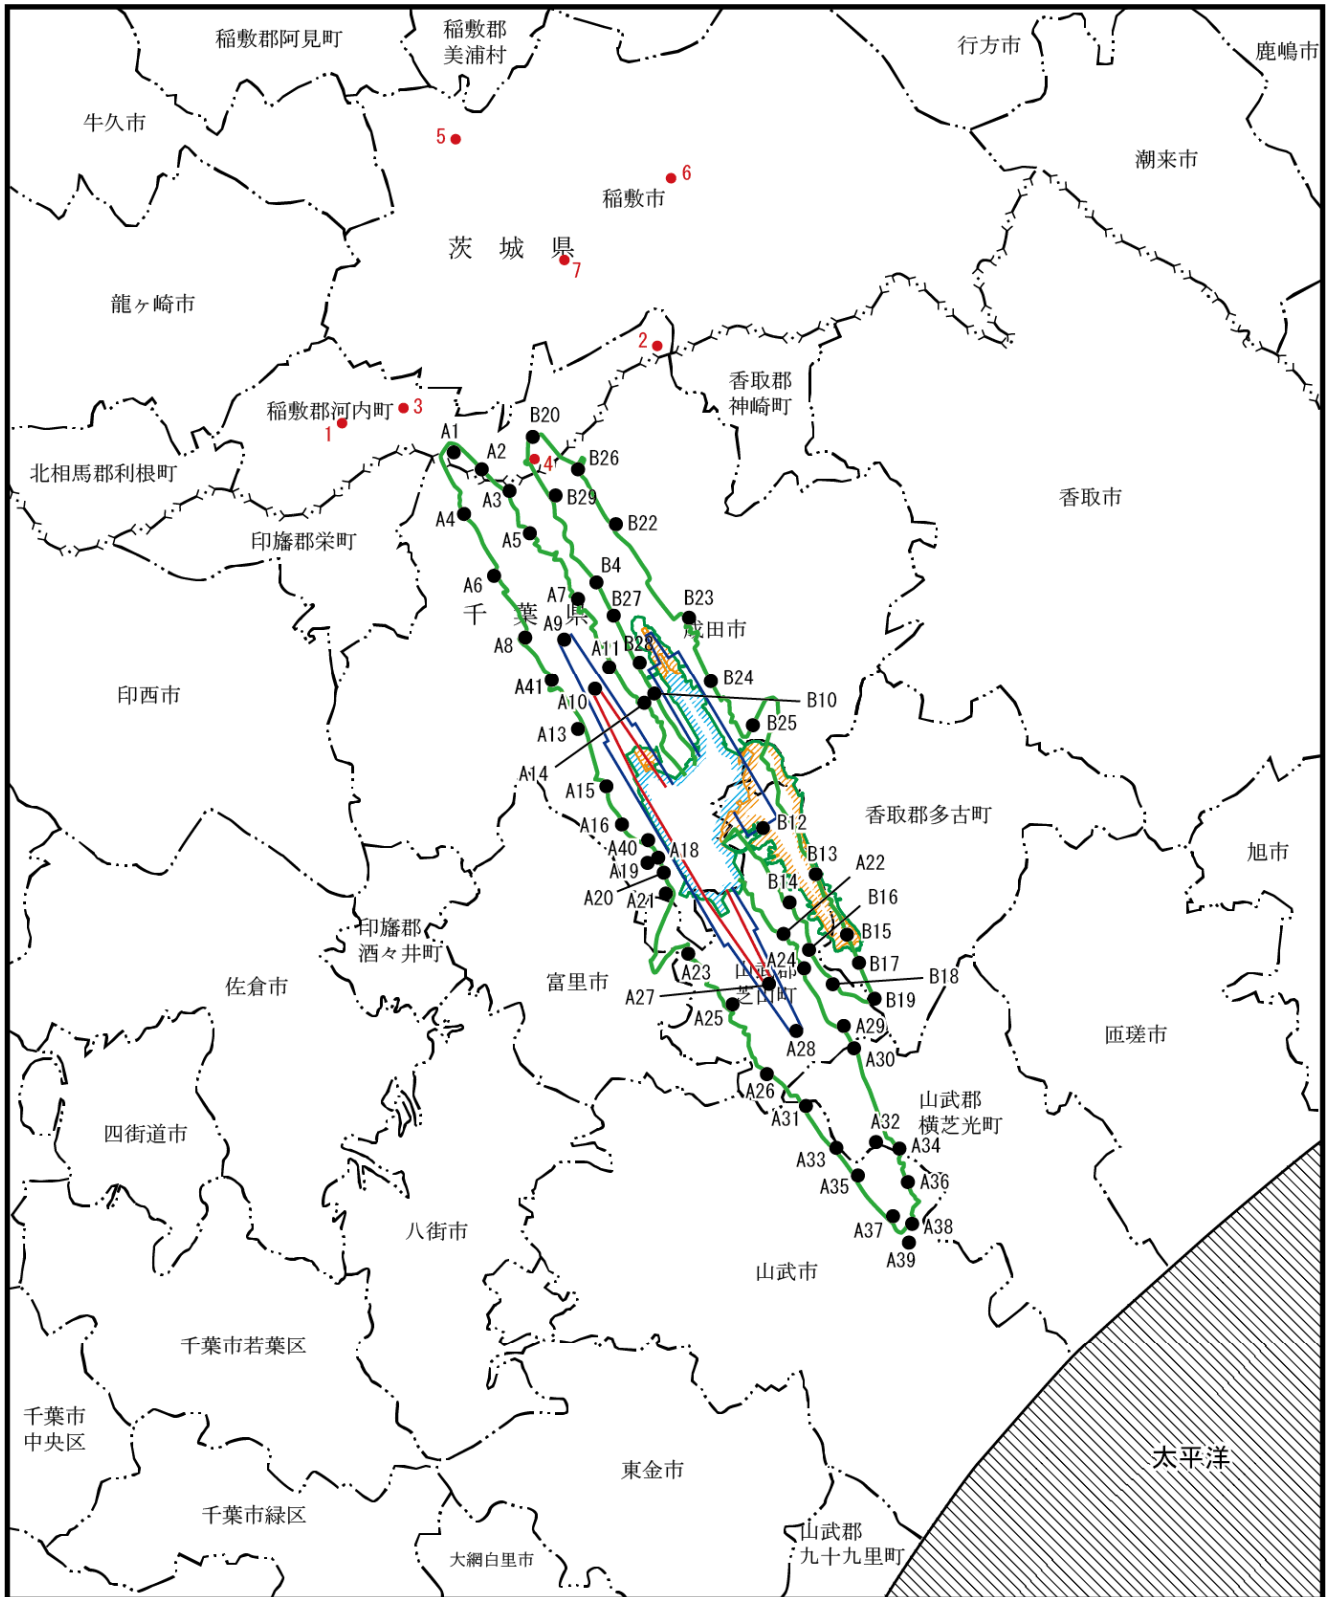 稲敷郡阿見町
稲敷郡
美浦村
行方市
鹿嶋市
牛久市
5
潮来市
6
稲敷市
茨 城 県
7
龍ヶ崎市
2
香取郡
神崎町
稲敷郡河内町
3
1
北相馬郡利根町
A1
A2
B20
4
B26
A3
B29
香取市
A4
B22
印旛郡栄町
A5
A6
B4
A7
B27
B23
千 葉 県
成田市
A8
A9
A11
B28
B24
A41
印西市
A10
B10
A13
B25
A14
A15
香取郡多古町
A16
B12
A40
A18
旭市
A19
B13
A22
A20
A21
B14
B16
印旛郡
酒々井町
B15
佐倉市
富里市
A23
A24
B17
山武郡
芝山町
A27
B18
A25
B19
A29
匝瑳市
A28
A30
A26
山武郡
横芝光町
A31
A32
四街道市
A33
A34
A35
A36
八街市
A37
A38
A39
山武市
千葉市若葉区
千葉市
中央区
東金市
太平洋
千葉市緑区
山武郡
九十九里町
大網白里市